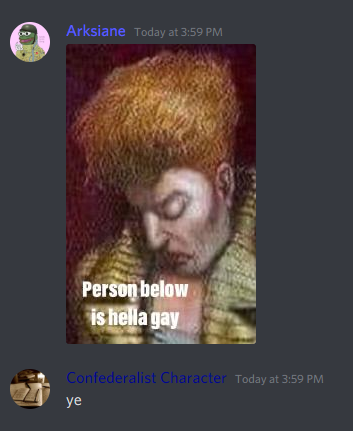 Arksiane Today at 3:59 PM
Person below
is hella gay
Confederalist Character Today at 3:59 PM
ye